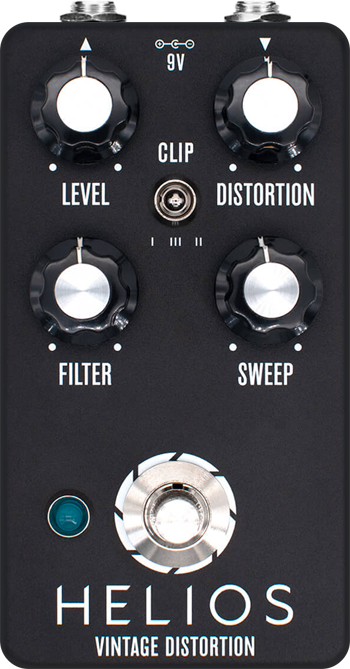 9V
CLIP
LEVEL
DISTORTION
I III II
FILTER
SWEEP
HELIOS
VINTAGE DISTORTION